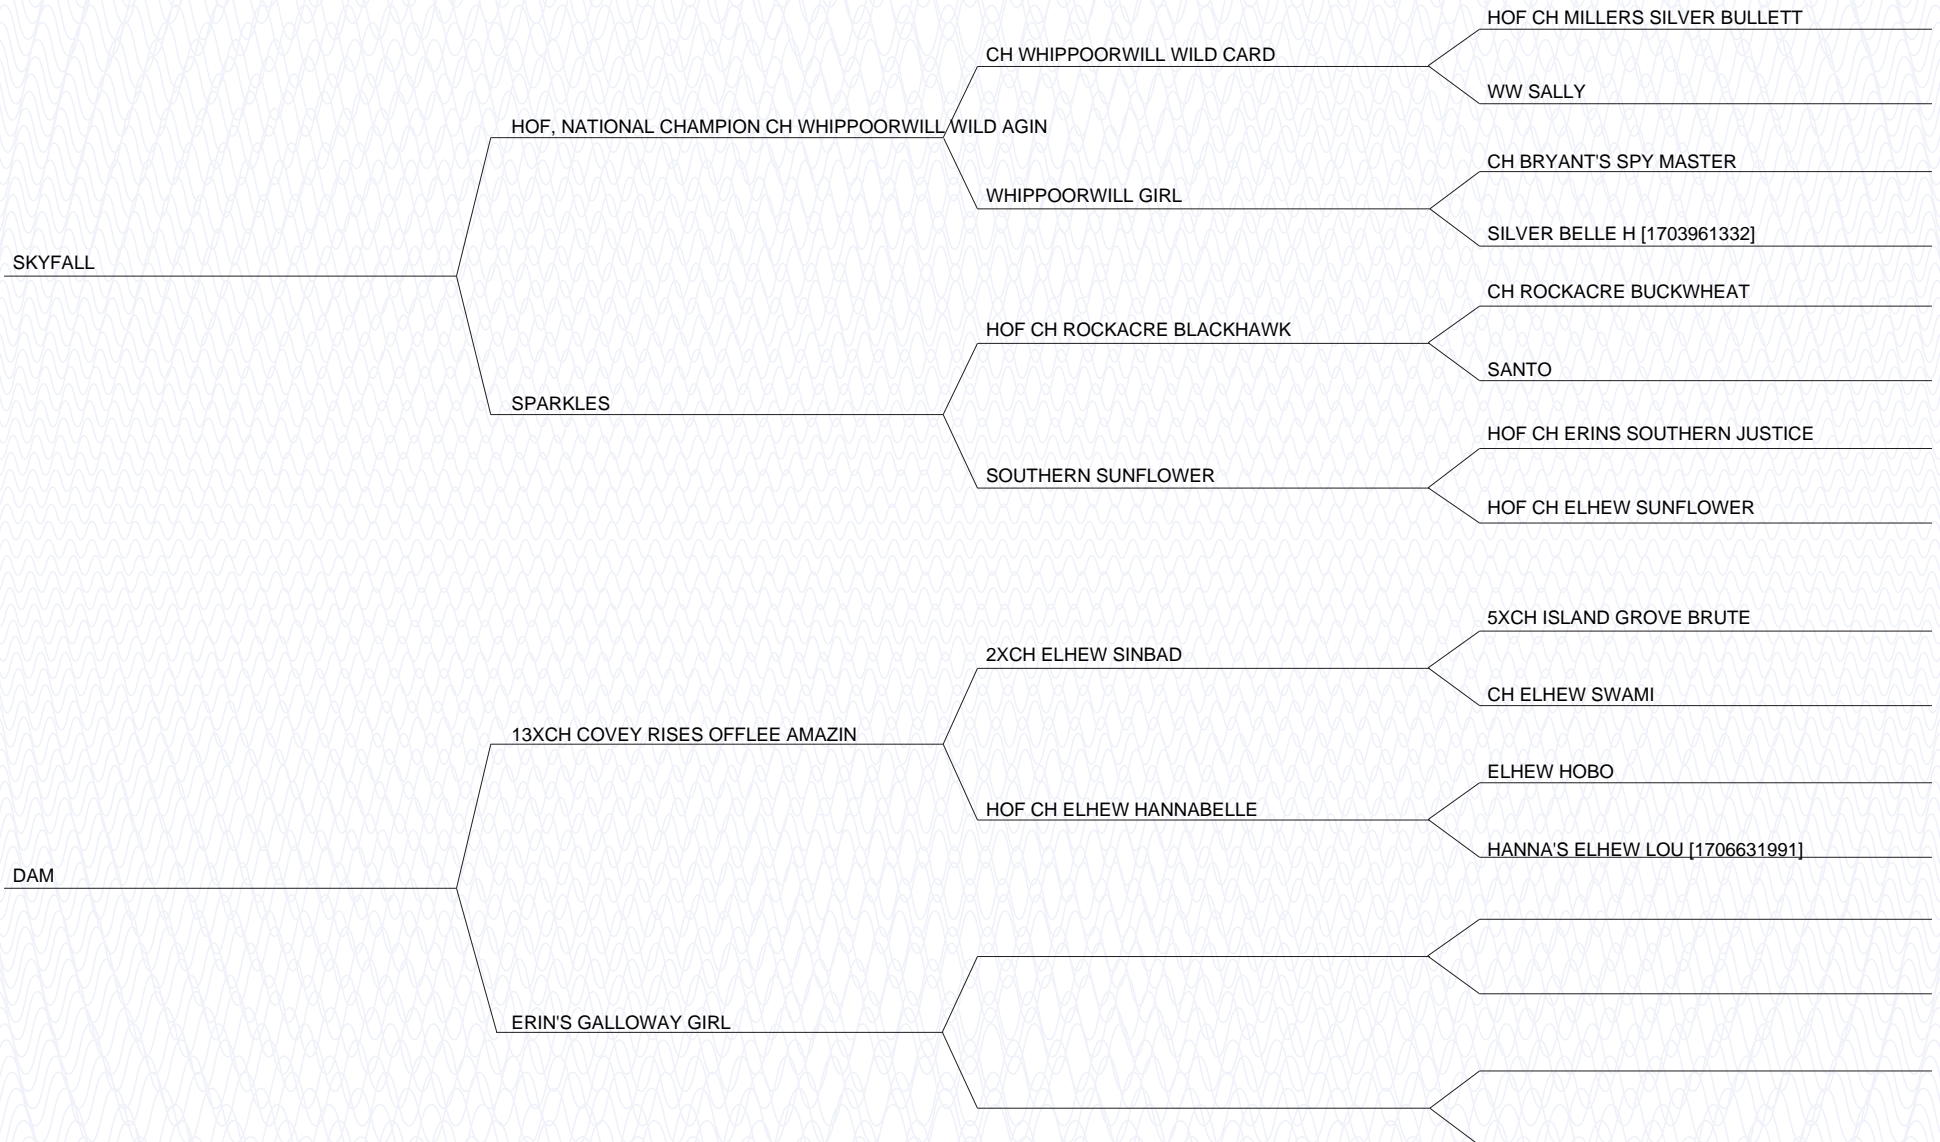 HOF CH MILLERS SILVER BULLETT
CH WHIPPOORWILL WILD CARD
WW SALLY
HOF, NATIONAL CHAMPION CH WHIPPOORWILL WILD AGIN
CH BRYANT'S SPY MASTER
WHIPPOORWILL GIRL
SILVER BELLE H [1703961332]
SKYFALL
CH ROCKACRE BUCKWHEAT
HOF CH ROCKACRE BLACKHAWK
SANTO
SPARKLES
HOF CH ERINS SOUTHERN JUSTICE
SOUTHERN SUNFLOWER
HOF CH ELHEW SUNFLOWER
5XCH ISLAND GROVE BRUTE
2XCH ELHEW SINBAD
CH ELHEW SWAMI
13XCH COVEY RISES OFFLEE AMAZIN
ELHEW HOBO
HOF CH ELHEW HANNABELLE
HANNA'S ELHEW LOU [1706631991]
DAM
ERIN'S GALLOWAY GIRL